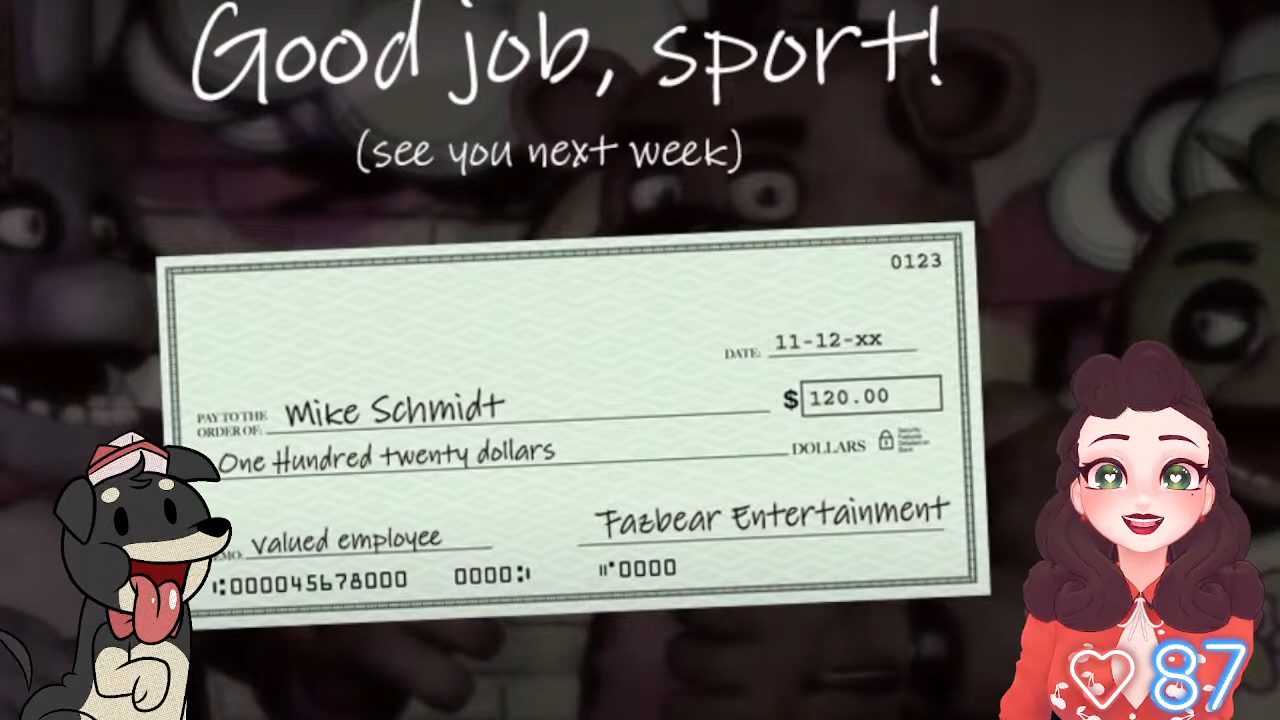 Good job, sport!
(see you next week)
0123
DATE: 11-12-xx
PAY TO THE
ORDER OF: Mike Schmidt
$ 120.00
One Hundred twenty dollars
DOLLARS
valued employee
Fazbear Entertainment
⑆000045678000 0000⑆ ⑈0000
87